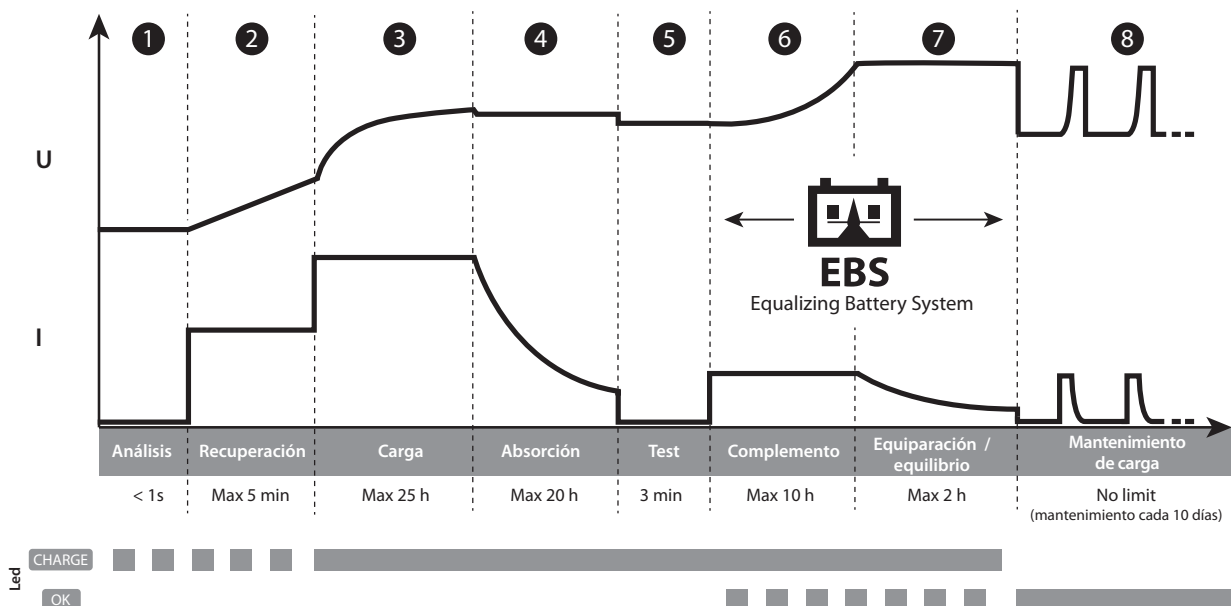 1 2 3 4 5 6 7 8
U
EBS
Equalizing Battery System
I
Análisis Recuperación Carga Absorción Test Complemento Equiparación / equilibrio Mantenimiento de carga
< 1s Max 5 min Max 25 h Max 20 h 3 min Max 10 h Max 2 h No limit
(mantenimiento cada 10 días)
Led
CHARGE
OK